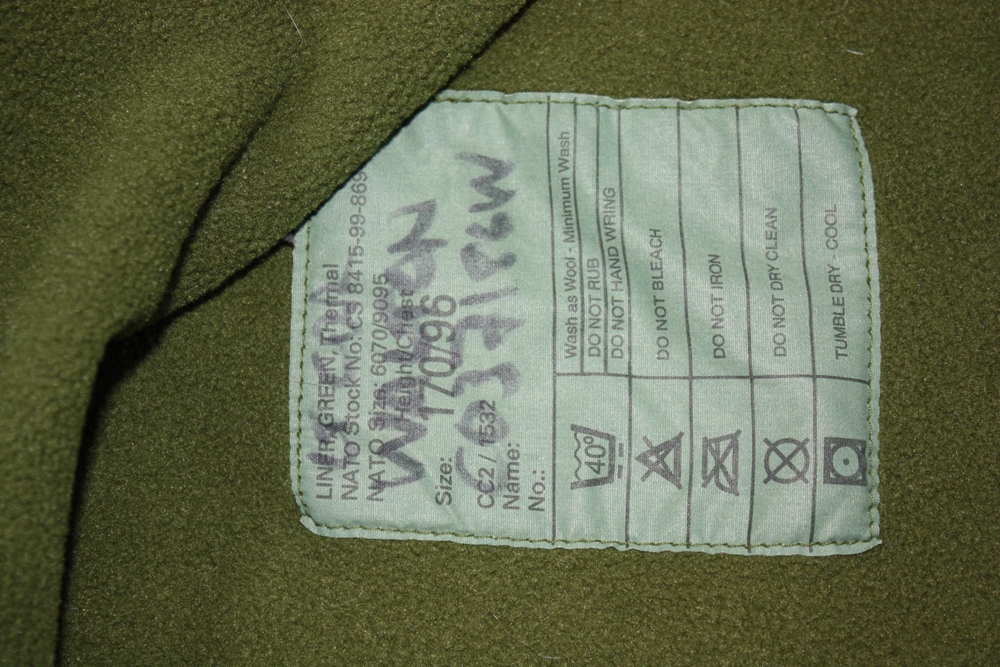 LINER, GREEN, Thermal
NATO Stock No: CS 8415-99-869
NATO Size: 6070/9095
Height/Chest
Size: 170/96
CC2 / 1532
Name:
No.:
Wash as Wool - Minimum Wash
DO NOT RUB
DO NOT HAND WRING
DO NOT BLEACH
DO NOT IRON
DO NOT DRY CLEAN
TUMBLE DRY - COOL
40°